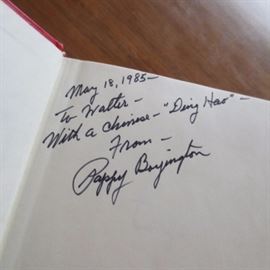 May 18, 1985—
To Walter—
With a Chinese—"Ding Hao"—
From—
Pappy Boyington